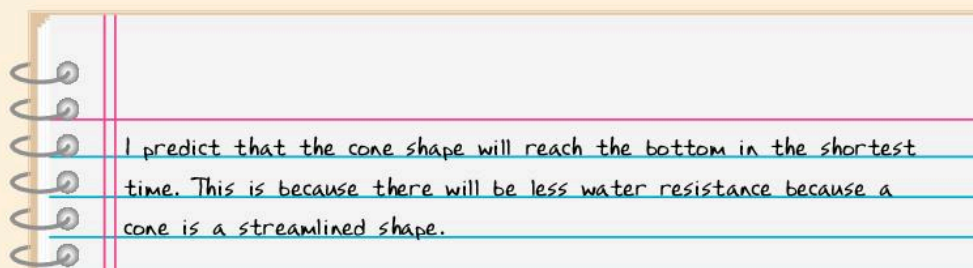 I predict that the cone shape will reach the bottom in the shortest
time. This is because there will be less water resistance because a
cone is a streamlined shape.